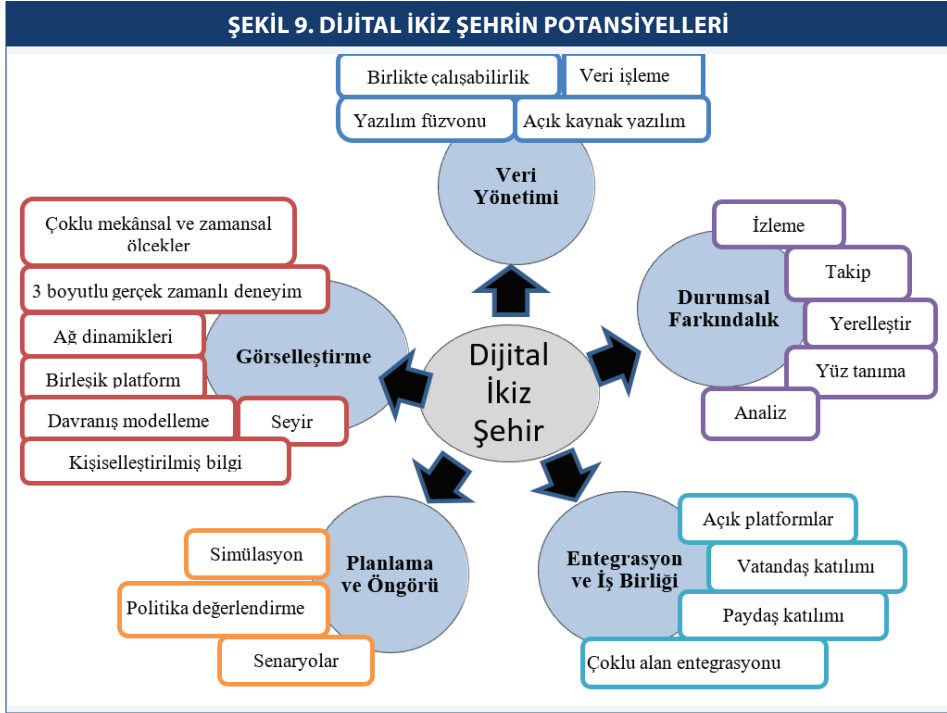 ŞEKİL 9. DİJİTAL İKİZ ŞEHRİN POTANSİYELLERİ
Birlikte çalışabilirlik
Veri işleme
Yazılım füzvonu
Açık kaynak yazılım
Veri
Yönetimi
Çoklu mekânsal ve zamansal
ölcekler
3 boyutlu gerçek zamanlı deneyim
Ağ dinamikleri
Birleşik platform
Davranış modelleme
Seyir
Kişiselleştirilmiş bilgi
Görselleştirme
İzleme
Takip
Yerelleştir
Yüz tanıma
Analiz
Durumsal
Farkındalık
Dijital
İkiz
Şehir
Simülasyon
Politika değerlendirme
Senaryolar
Planlama
ve Öngörü
Entegrasyon
ve İş Birliği
Açık platformlar
Vatandaş katılımı
Paydaş katılımı
Çoklu alan entegrasyonu